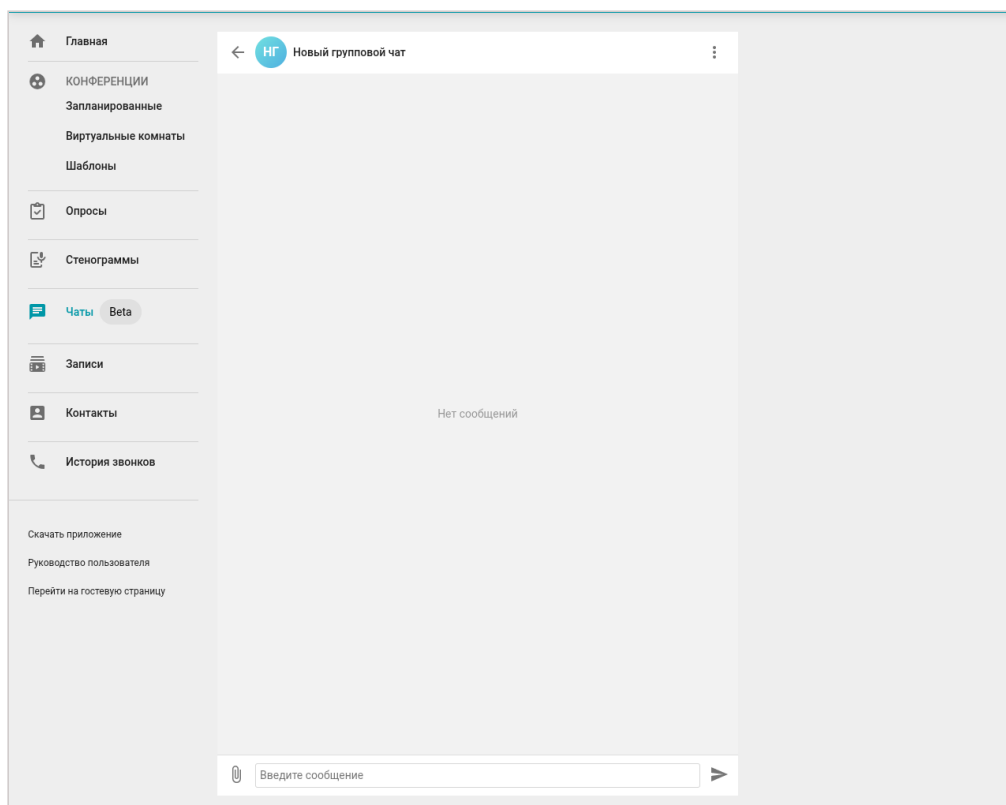 Главная
КОНФЕРЕНЦИИ
Запланированные
Виртуальные комнаты
Шаблоны
Опросы
Стенограммы
Чаты Beta
Записи
Контакты
История звонков
Скачать приложение
Руководство пользователя
Перейти на гостевую страницу
НГ Новый групповой чат
Нет сообщений
Введите сообщение